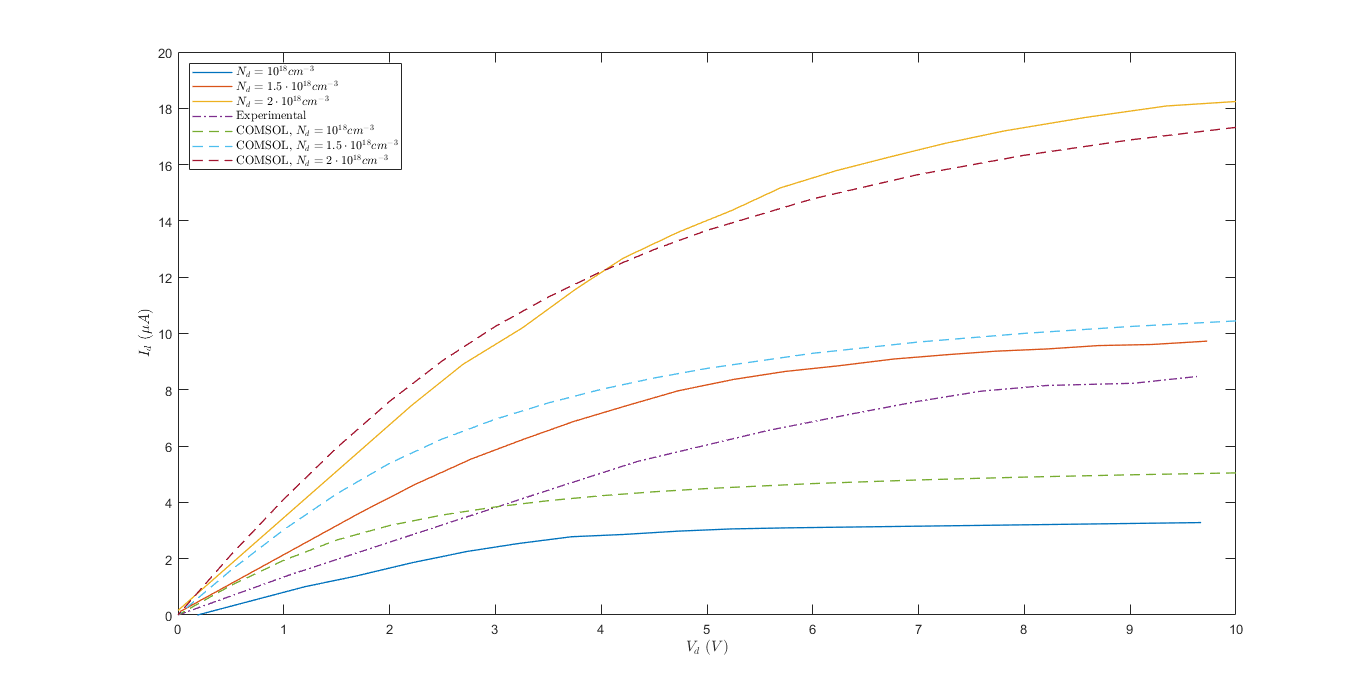 20
18
16
14
12
10
8
6
4
2
0
I_d (μA)
N_d = 10^{18}cm^{-3}
N_d = 1.5 · 10^{18}cm^{-3}
N_d = 2 · 10^{18}cm^{-3}
Experimental
COMSOL, N_d = 10^{18}cm^{-3}
COMSOL, N_d = 1.5 · 10^{18}cm^{-3}
COMSOL, N_d = 2 · 10^{18}cm^{-3}
0 1 2 3 4 5 6 7 8 9 10
V_d (V)